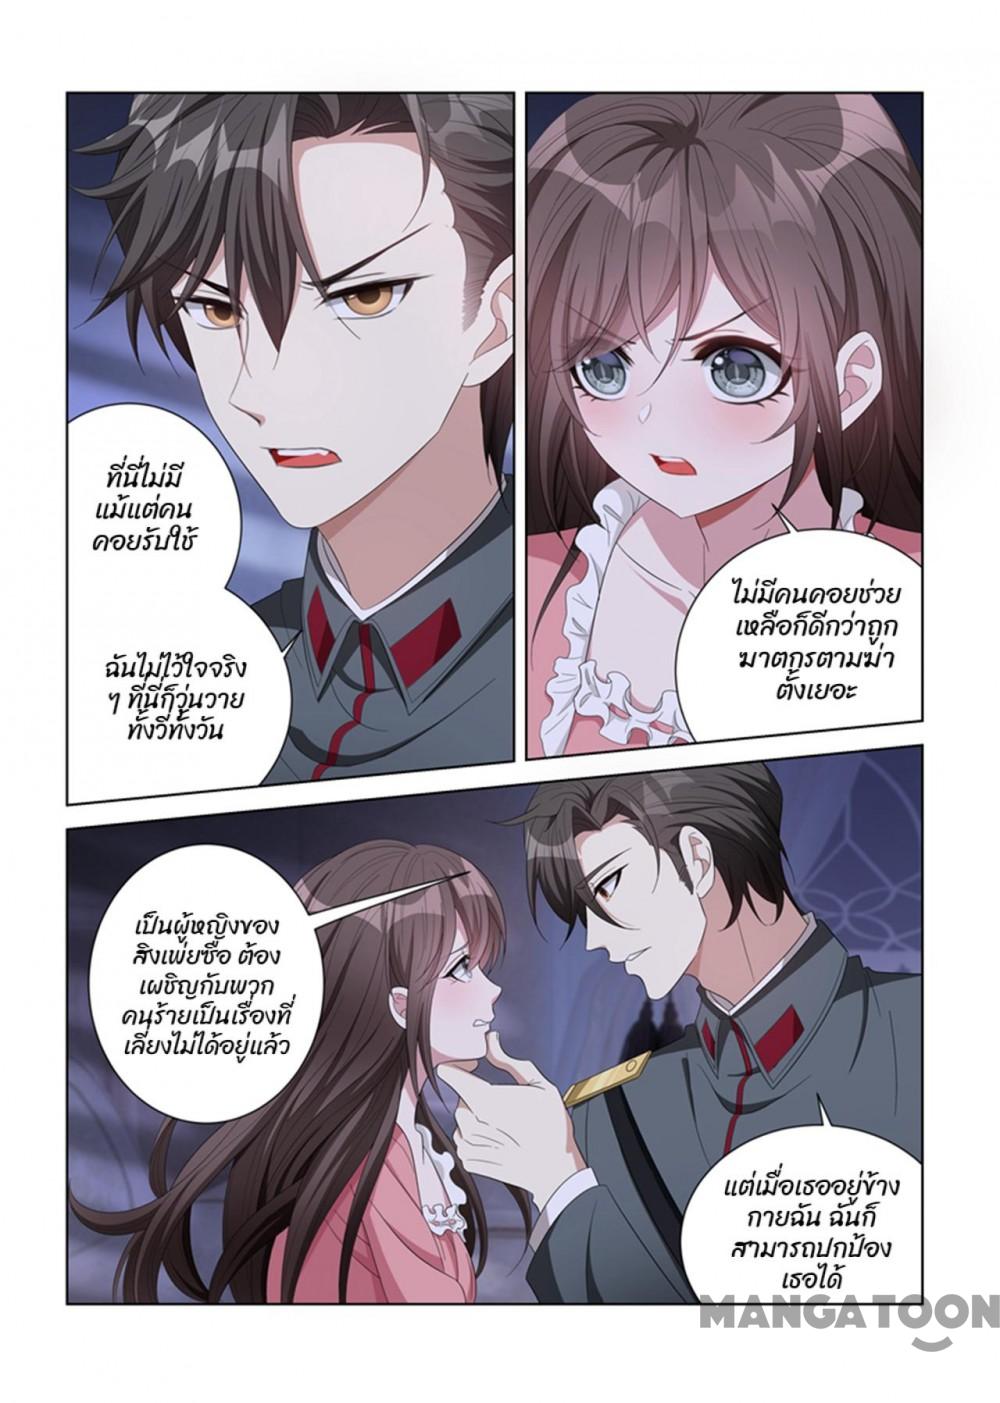 ที่นี่ไม่มี
แม้แต่คน
คอยรับใช้
ฉันไม่ไว้ใจจริง
ๆ ที่นี่ก็วุ่นวาย
ทั้งวี่ทั้งวัน
ไม่มีคนคอยช่วย
เหลือก็ดีกว่าถูก
ฆาตกรตามฆ่า
ตั้งเยอะ
เป็นผู้หญิงของ
สิงเฟยซือ ต้อง
เผชิญกับพวก
คนร้ายเป็นเรื่องที่
เลี่ยงไม่ได้อยู่แล้ว
แต่เมื่อเธออยู่ข้าง
กายฉัน ฉันก็
สามารถปกป้อง
เธอได้
MANGATOON